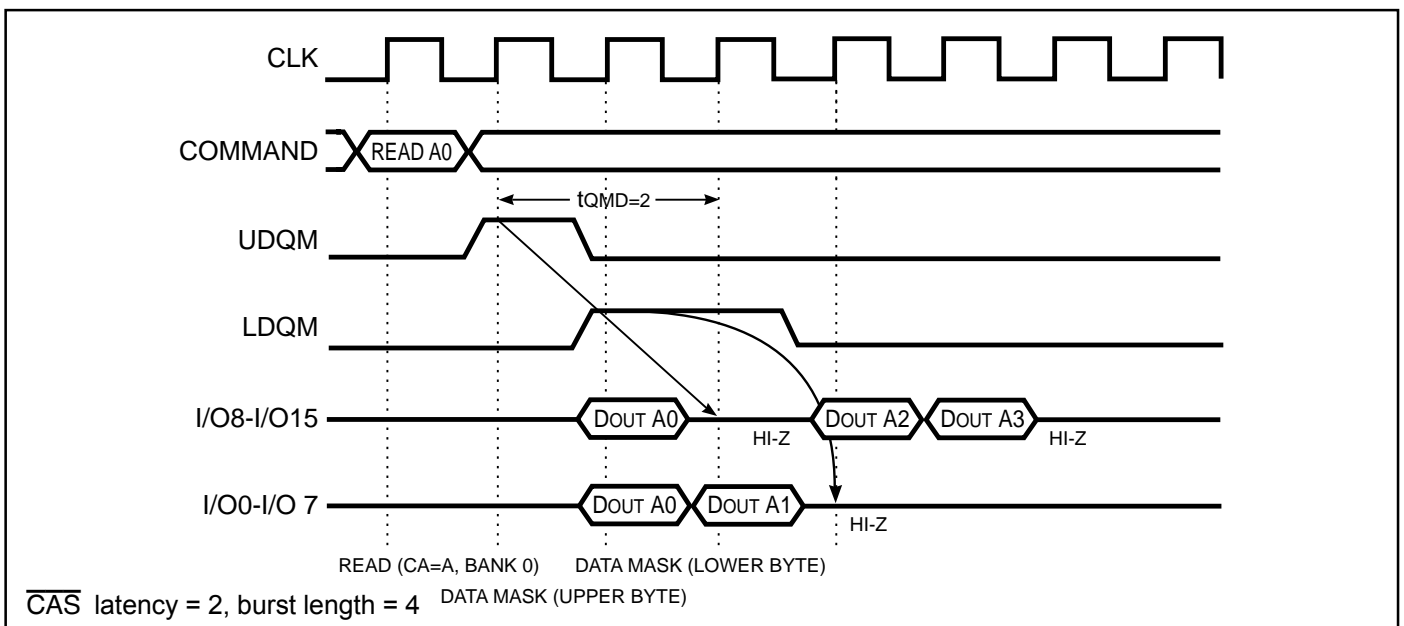 CLK
COMMAND
READ A0
tQMD=2
UDQM
LDQM
I/O8-I/O15
DOUT A0
HI-Z
DOUT A2
DOUT A3
HI-Z
I/O0-I/O 7
DOUT A0
DOUT A1
HI-Z
READ (CA=A, BANK 0)
DATA MASK (LOWER BYTE)
DATA MASK (UPPER BYTE)
CAS latency = 2, burst length = 4